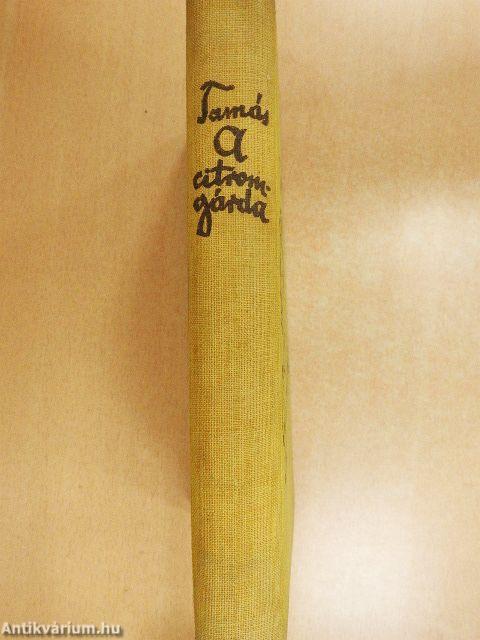 Tamás
A
citrom-
gárda
Antikvárium.hu